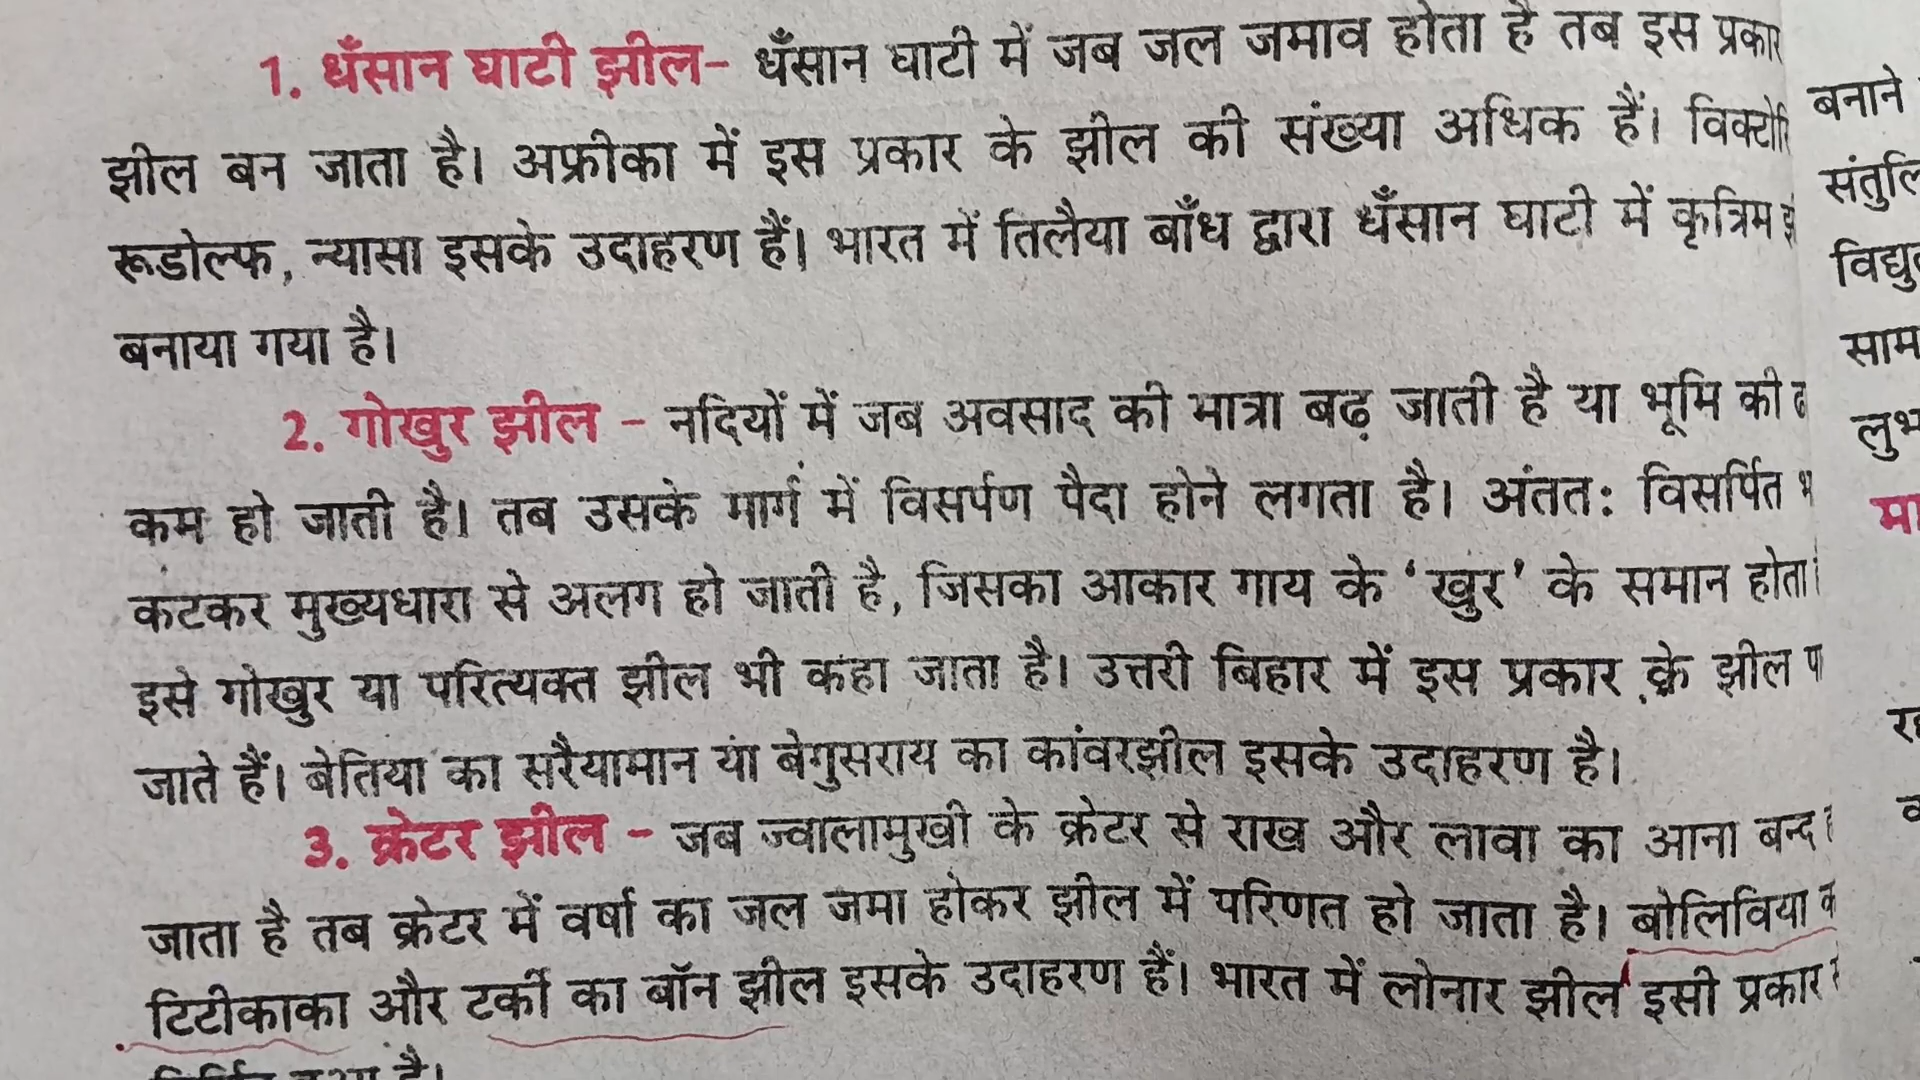 1. धँसान घाटी झील- धँसान घाटी में जब जल जमाव होता है तब इस प्रकार
झील बन जाता है। अफ्रीका में इस प्रकार के झील की संख्या अधिक हैं।
रूडोल्फ, न्यासा इसके उदाहरण हैं। भारत में तिलैया बाँध द्वारा धँसान घाटी में कृत्रिम
बनाया गया है।
2. गोखुर झील - नदियों में जब अवसाद की मात्रा बढ़ जाती है या भूमि की
कम हो जाती है। तब उसके मार्ग में विसर्पण पैदा होने लगता है। अंतत: विसर्पित
कटकर मुख्यधारा से अलग हो जाती है, जिसका आकार गाय के ‘खुर’ के समान होता
इसे गोखुर या परित्यक्त झील भी कहा जाता है। उत्तरी बिहार में इस प्रकार के झील
जाते हैं। बेतिया का सरैयामान या बेगुसराय का कांवरझील इसके उदाहरण है।
3. क्रेटर झील - जब ज्वालामुखी के क्रेटर से राख और लावा का आना बन्द
जाता है तब क्रेटर में वर्षा का जल जमा होकर झील में परिणत हो जाता है। बोलिविया
टिटीकाका और टर्की का बॉन झील इसके उदाहरण हैं। भारत में लोनार झील इसी प्रकार
बनाने